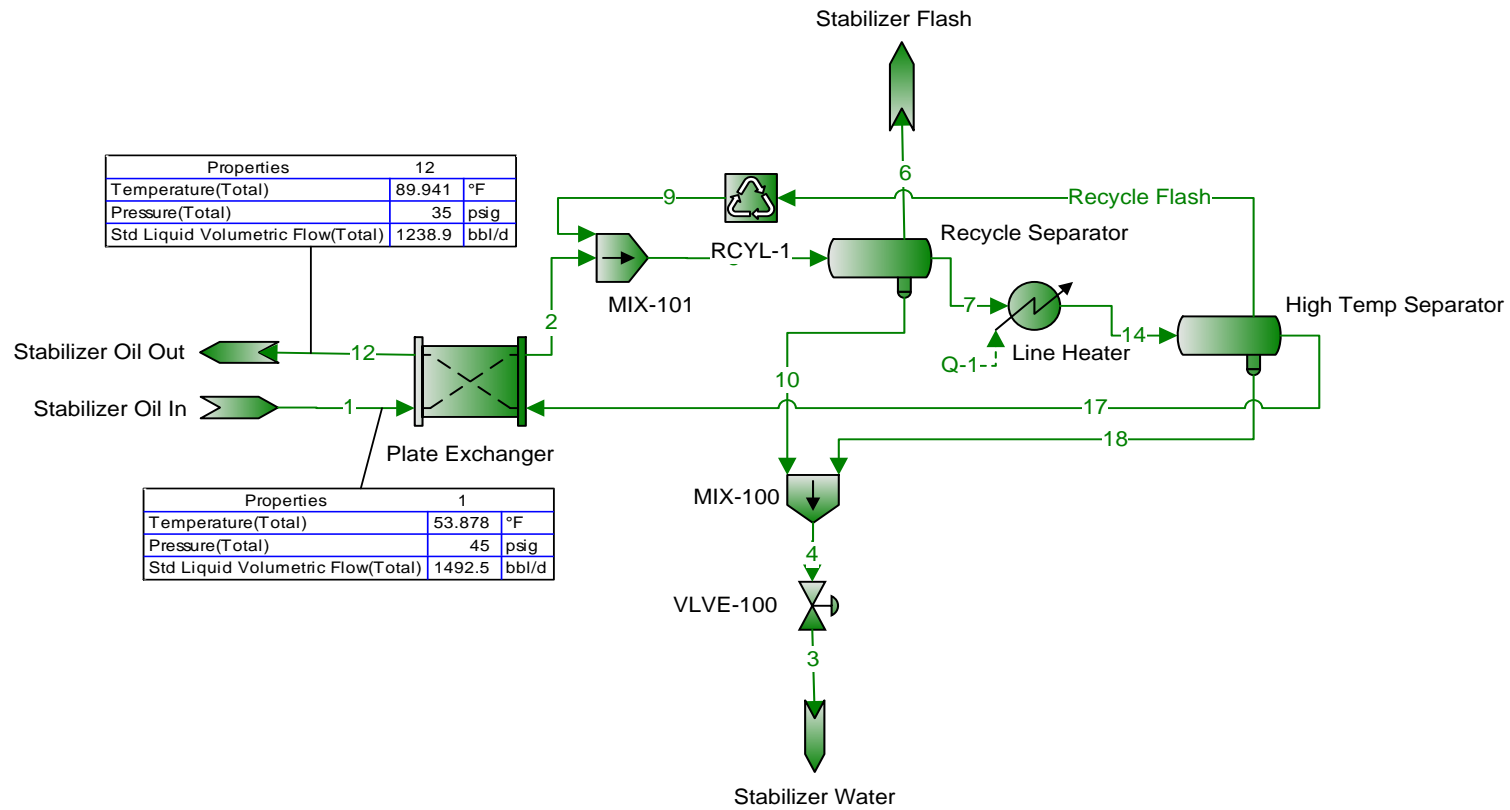 Stabilizer Flash
Properties 12
Temperature(Total) 89.941 °F
Pressure(Total) 35 psig
Std Liquid Volumetric Flow(Total) 1238.9 bbl/d
6
9
Recycle Flash
RCYL-1
Recycle Separator
MIX-101
7
High Temp Separator
2
14
Line Heater
Stabilizer Oil Out
12
Q-1
10
Stabilizer Oil In
1
17
18
Plate Exchanger
MIX-100
Properties 1
Temperature(Total) 53.878 °F
Pressure(Total) 45 psig
Std Liquid Volumetric Flow(Total) 1492.5 bbl/d
4
VLVE-100
3
Stabilizer Water